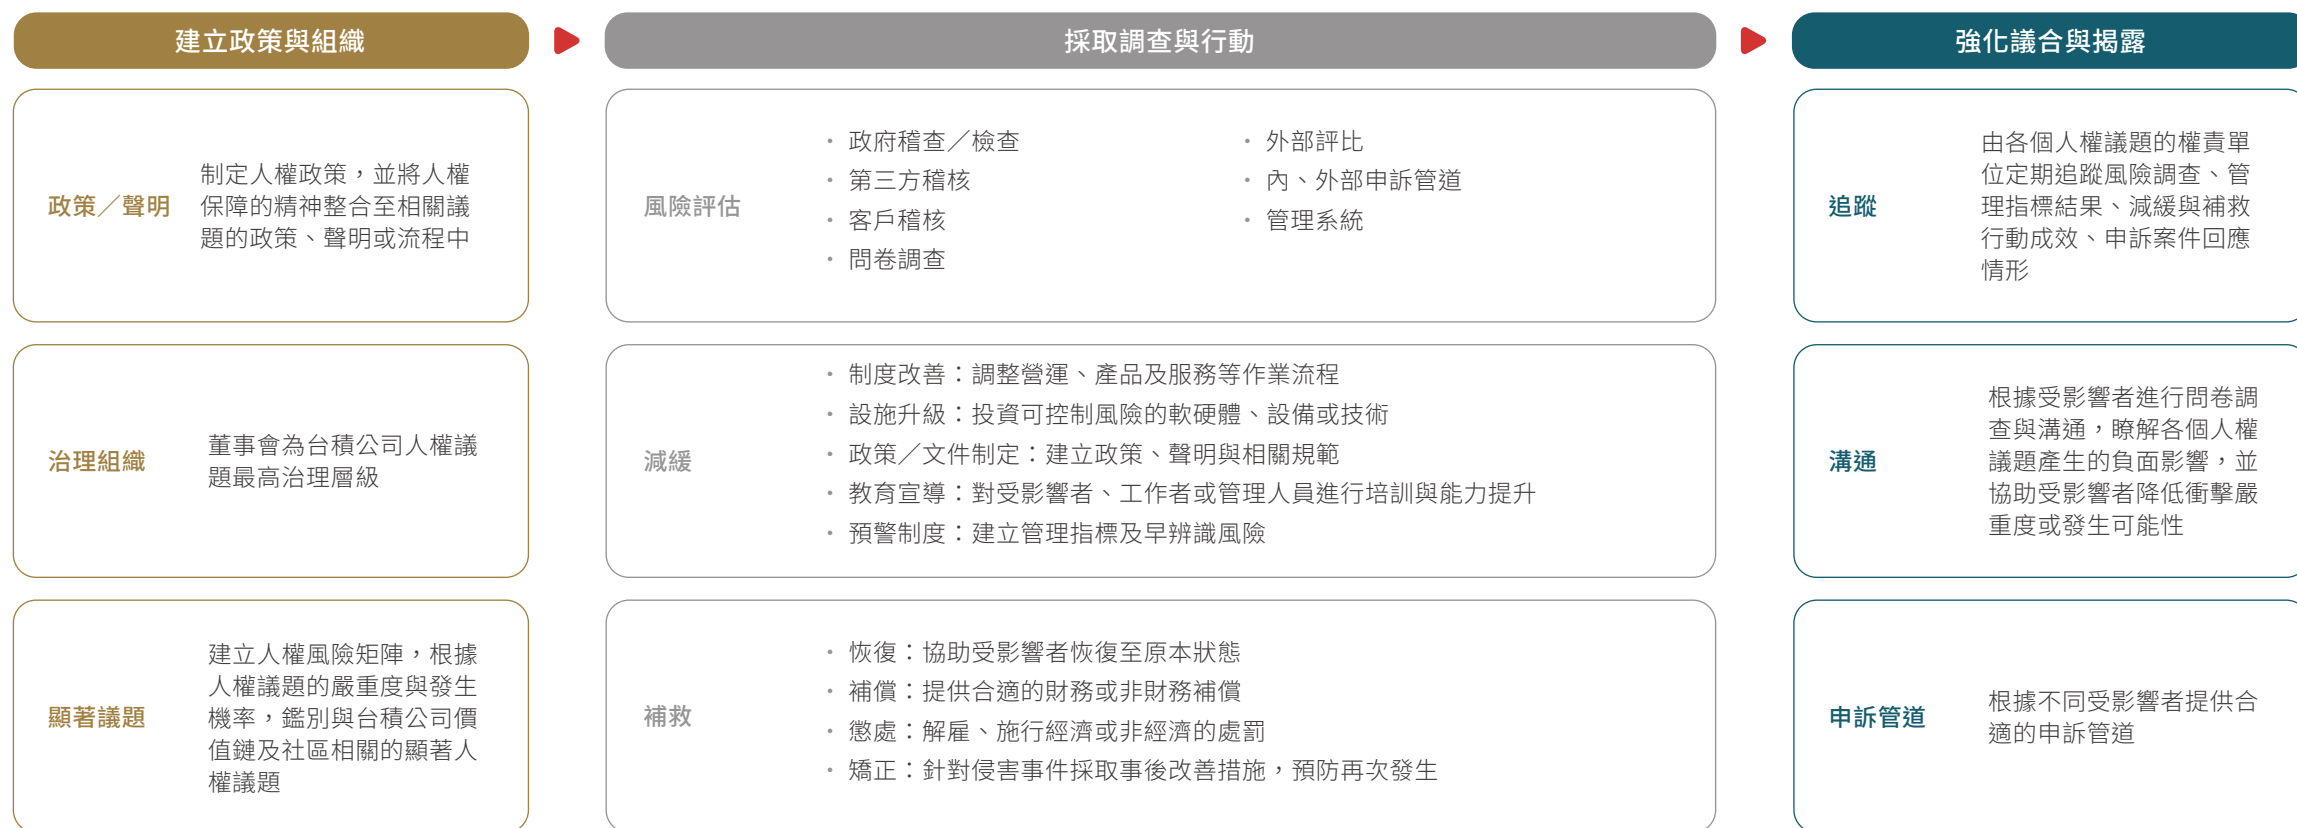 建立政策與組織
政策／聲明
制定人權政策，並將人權
保障的精神整合至相關議
題的政策、聲明或流程中
治理組織
董事會為台積公司人權議
題最高治理層級
顯著議題
建立人權風險矩陣，根據
人權議題的嚴重度與發生
機率，鑑別與台積公司價
值鏈及社區相關的顯著人
權議題
採取調查與行動
風險評估
· 政府稽查／檢查
· 第三方稽核
· 客戶稽核
· 問卷調查
· 外部評比
· 內、外部申訴管道
· 管理系統
減緩
· 制度改善：調整營運、產品及服務等作業流程
· 設施升級：投資可控制風險的軟硬體、設備或技術
· 政策／文件制定：建立政策、聲明與相關規範
· 教育宣導：對受影響者、工作者或管理人員進行培訓與能力提升
· 預警制度：建立管理指標及早辨識風險
補救
· 恢復：協助受影響者恢復至原本狀態
· 補償：提供合適的財務或非財務補償
· 懲處：解雇、施行經濟或非經濟的處罰
· 矯正：針對侵害事件採取事後改善措施，預防再次發生
強化議合與揭露
追蹤
由各個人權議題的權責單
位定期追蹤風險調查、管
理指標結果、減緩與補救
行動成效、申訴案件回應
情形
溝通
根據受影響者進行問卷調
查與溝通，瞭解各個人權
議題產生的負面影響，並
協助受影響者降低衝擊嚴
重度或發生可能性
申訴管道
根據不同受影響者提供合
適的申訴管道